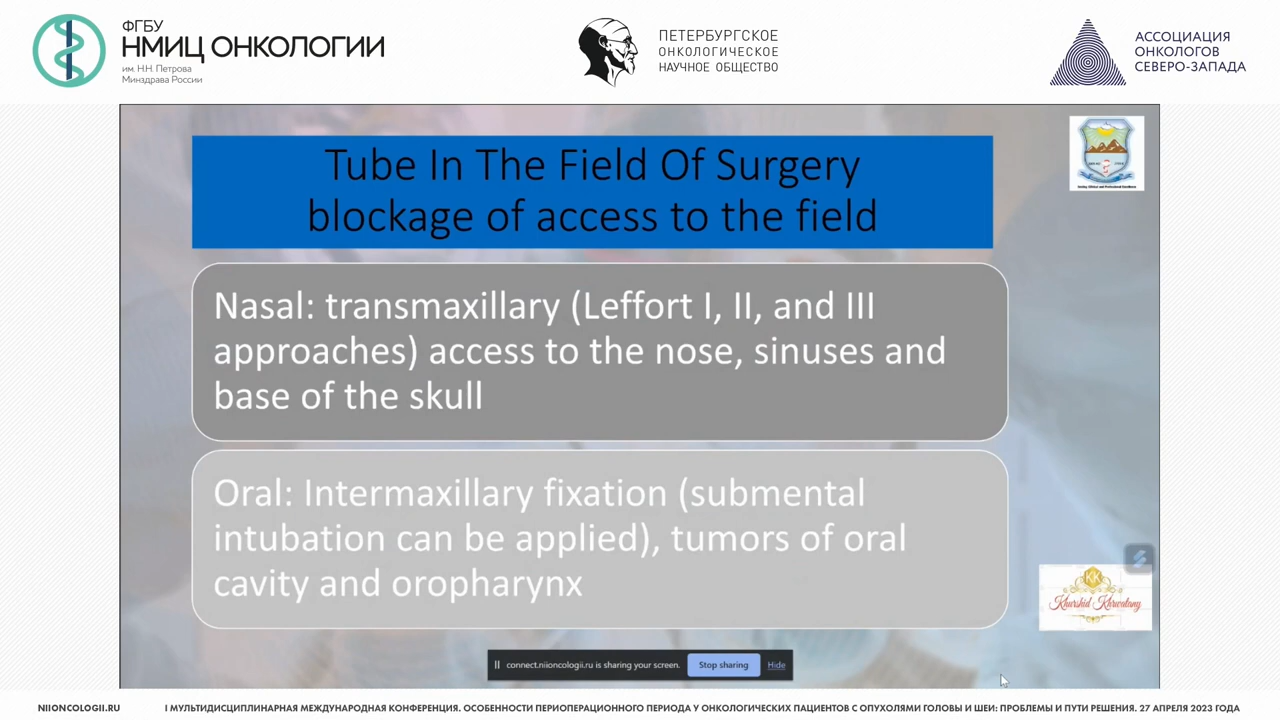 ФГБУ
НМИЦ ОНКОЛОГИИ
им. Н.Н. Петрова
Минздрава России
ПЕТЕРБУРГСКОЕ
ОНКОЛОГИЧЕСКОЕ
НАУЧНОЕ ОБЩЕСТВО
АССОЦИАЦИЯ
ОНКОЛОГОВ
СЕВЕРО-ЗАПАДА
Tube In The Field Of Surgery
blockage of access to the field
Nasal: transmaxillary (Leffort I, II, and III
approaches) access to the nose, sinuses and
base of the skull
Oral: Intermaxillary fixation (submental
intubation can be applied), tumors of oral
cavity and oropharynx
KK
Khurshid Khowatany
connect.niioncologii.ru is sharing your screen.
Stop sharing
Hide
NIIONCOLOGII.RU
I МУЛЬТИДИСЦИПЛИНАРНАЯ МЕЖДУНАРОДНАЯ КОНФЕРЕНЦИЯ. ОСОБЕННОСТИ ПЕРИОПЕРАЦИОННОГО ПЕРИОДА У ОНКОЛОГИЧЕСКИХ ПАЦИЕНТОВ С ОПУХОЛЯМИ ГОЛОВЫ И ШЕИ: ПРОБЛЕМЫ И ПУТИ РЕШЕНИЯ. 27 АПРЕЛЯ 2023 ГОДА